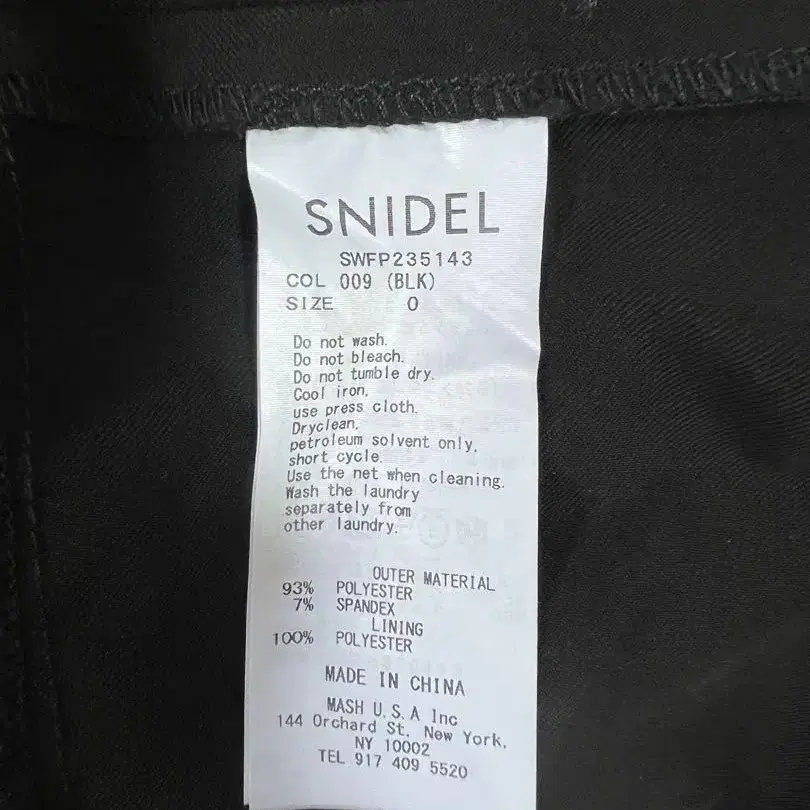 SNIDEL
SWFP235143
COL 009 (BLK)
SIZE 0
Do not wash.
Do not bleach.
Do not tumble dry.
Cool iron,
use press cloth.
Dryclean,
petroleum solvent only,
short cycle.
Use the net when cleaning.
Wash the laundry
separately from
other laundry.
OUTER MATERIAL
93% POLYESTER
7% SPANDEX
LINING
100% POLYESTER
MADE IN CHINA
MASH U.S.A Inc
144 Orchard St, New York,
NY 10002
TEL 917 409 5520